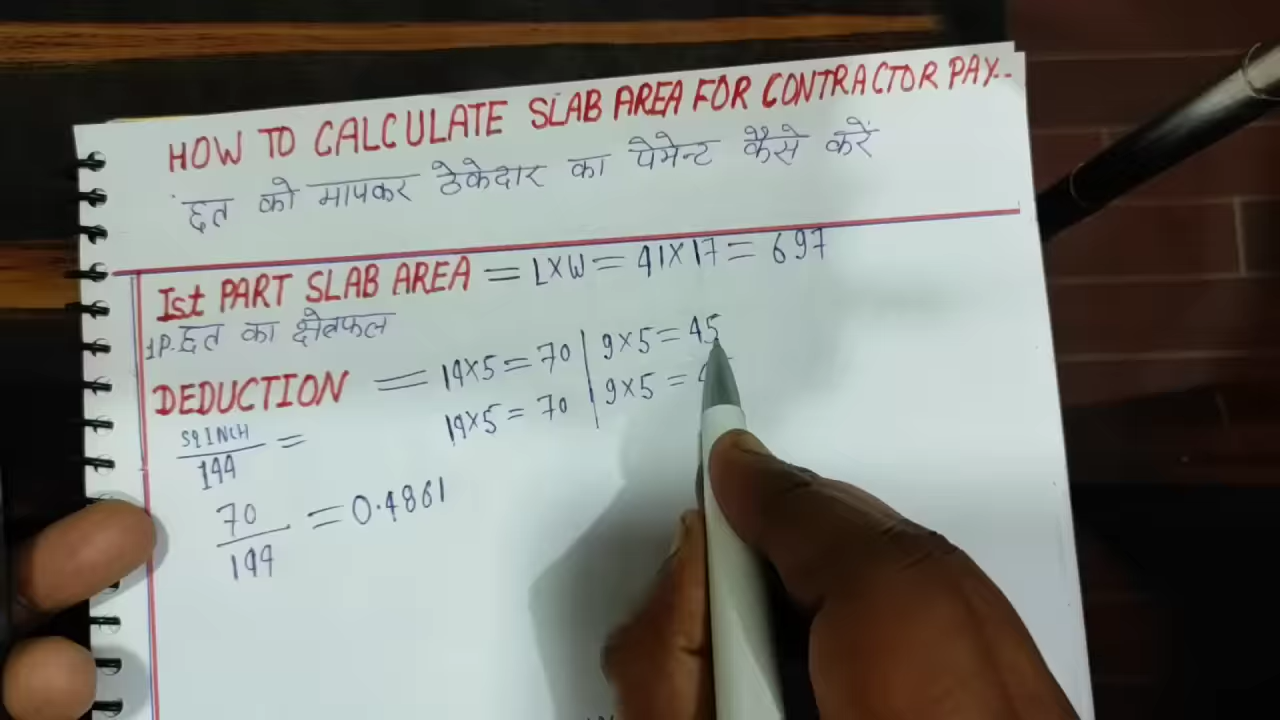 HOW TO CALCULATE SLAB AREA FOR CONTRACTOR PAY..
छत को मापकर ठेकेदार का पेमेन्ट कैसे करें
Ist PART SLAB AREA = L×W = 41×17 = 697
1P. छत का क्षेत्रफल
DEDUCTION = 14×5 = 70 | 9×5 = 45
14×5 = 70 | 9×5 =
SQ INCH
144 =
70
144 = 0.4861